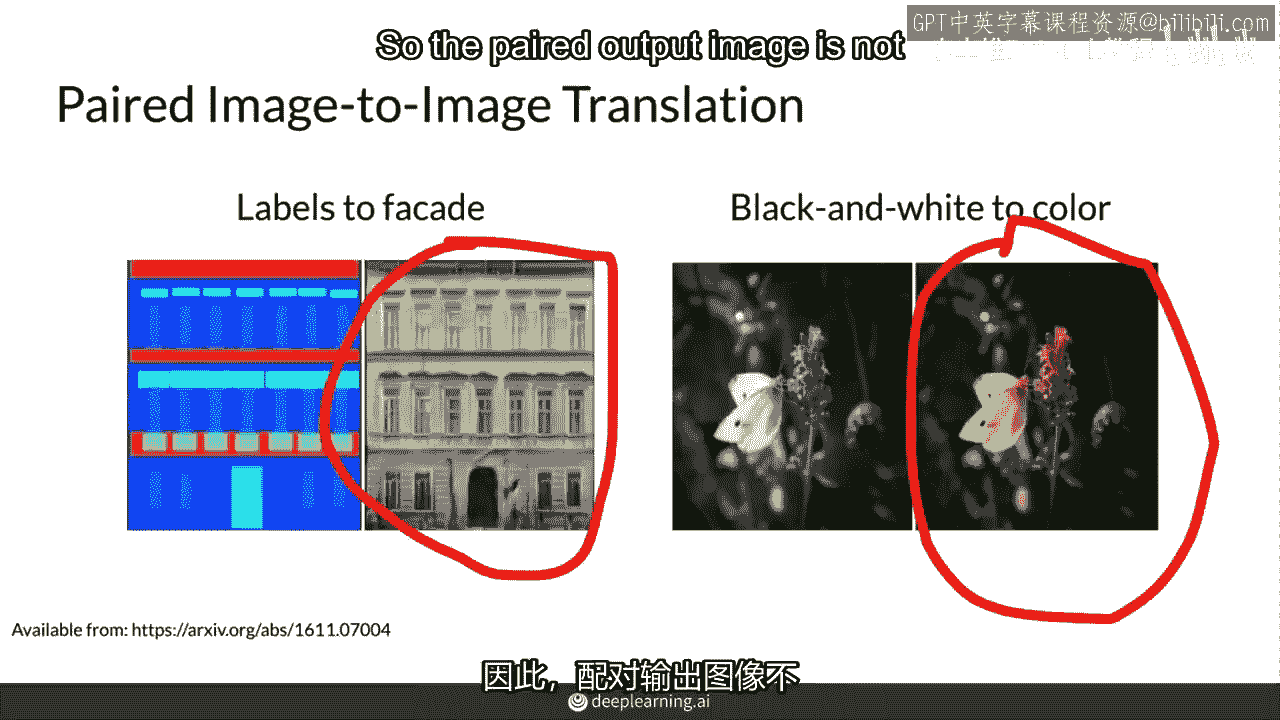 GPT中英字幕课程资源@bilibili.com
So the paired output image is not
Paired Image-to-Image Translation
Labels to facade
Black-and-white to color
Available from: https://arxiv.org/abs/1611.07004
因此，配对输出图像不
deeplearning.ai